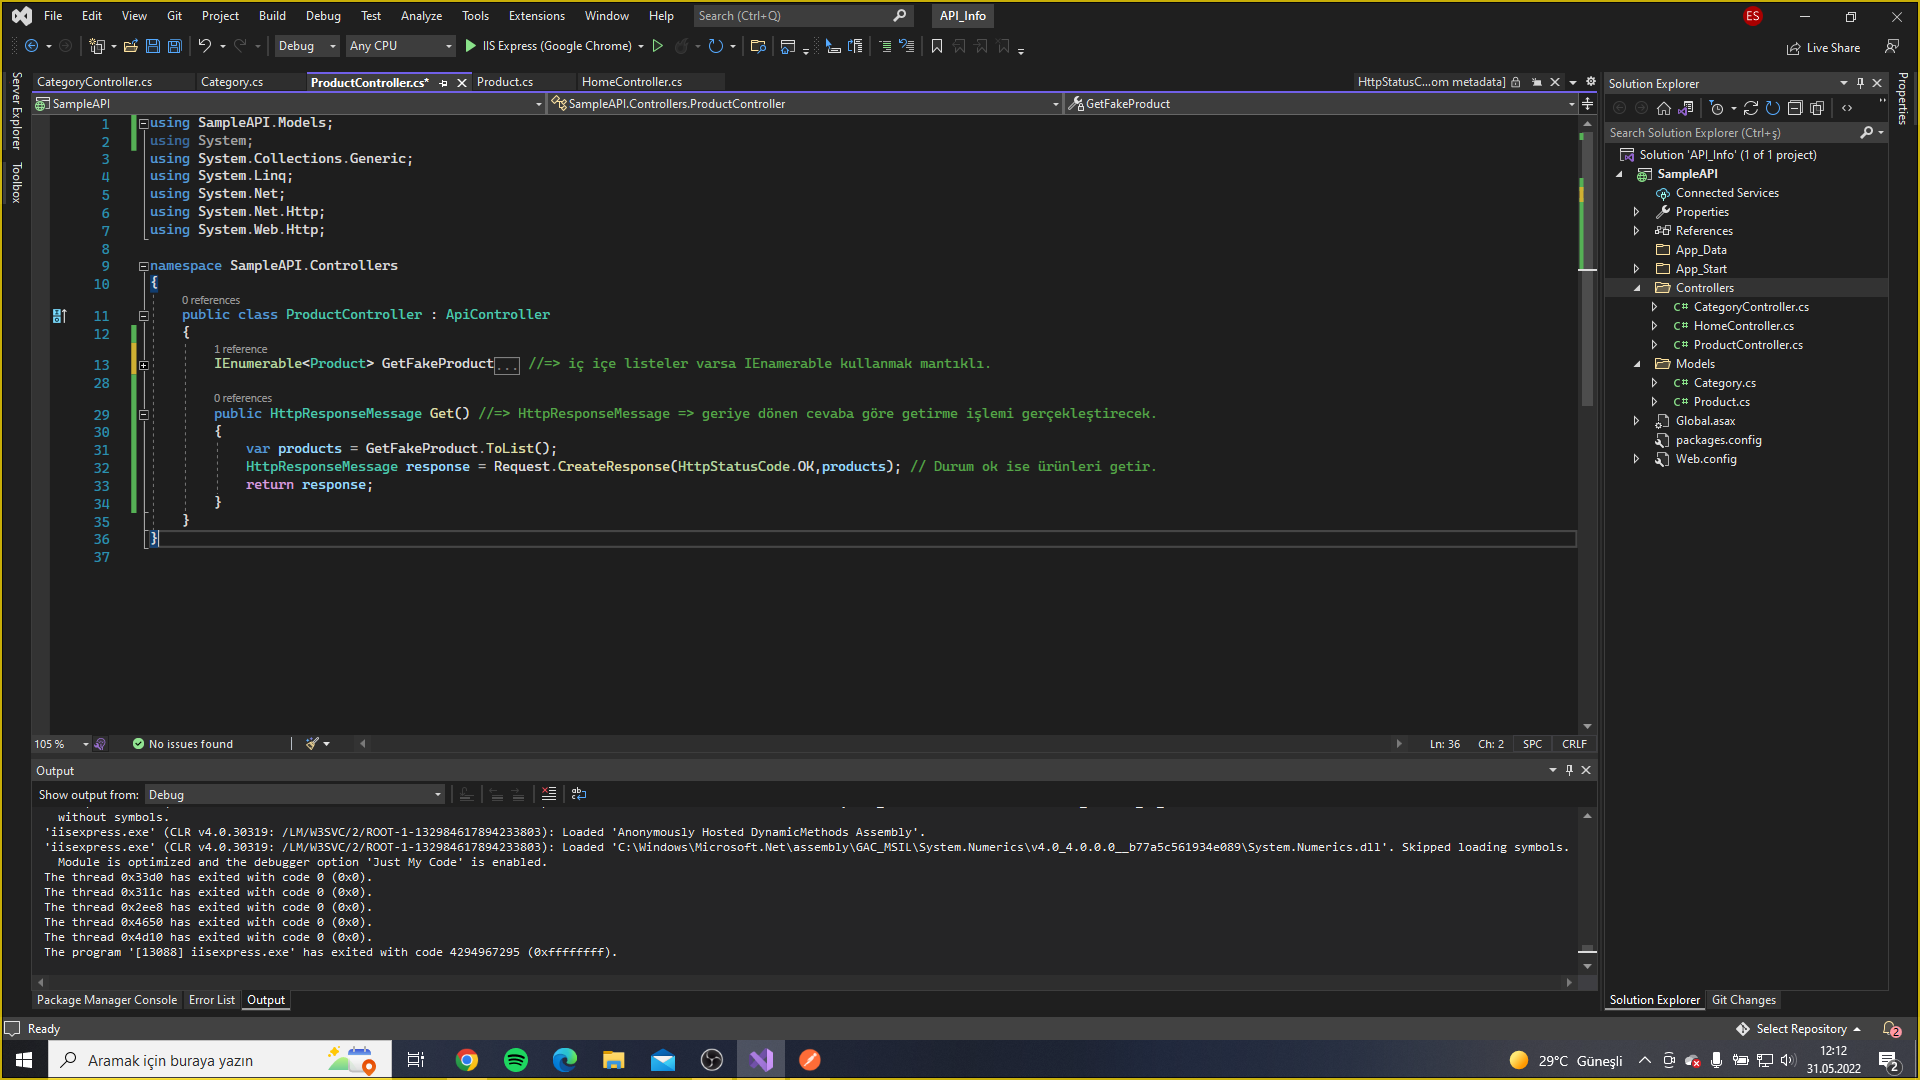 File Edit View Git Project Build Debug Test Analyze Tools Extensions Window Help Search (Ctrl+Q) API_Info ES
Debug Any CPU IIS Express (Google Chrome) Live Share
Server Explorer
Toolbox
CategoryController.cs Category.cs ProductController.cs* Product.cs HomeController.cs HttpStatusC...om metadata]
SampleAPI SampleAPI.Controllers.ProductController GetFakeProduct
1 using SampleAPI.Models;
2 using System;
3 using System.Collections.Generic;
4 using System.Linq;
5 using System.Net;
6 using System.Net.Http;
7 using System.Web.Http;
8
9 namespace SampleAPI.Controllers
10 {
0 references
11 public class ProductController : ApiController
12 {
1 reference
13 IEnumerable<Product> GetFakeProduct... //=> iç içe listeler varsa IEnamerable kullanmak mantıklı.
28
0 references
29 public HttpResponseMessage Get() //=> HttpResponseMessage => geriye dönen cevaba göre getirme işlemi gerçekleştirecek.
30 {
31 var products = GetFakeProduct.ToList();
32 HttpResponseMessage response = Request.CreateResponse(HttpStatusCode.OK,products); // Durum ok ise ürünleri getir.
33 return response;
34 }
35 }
36 }
37
105 % No issues found Ln: 36 Ch: 2 SPC CRLF
Output
Show output from: Debug
without symbols.
'iisexpress.exe' (CLR v4.0.30319: /LM/W3SVC/2/ROOT-1-132984617894233803): Loaded 'Anonymously Hosted DynamicMethods Assembly'.
'iisexpress.exe' (CLR v4.0.30319: /LM/W3SVC/2/ROOT-1-132984617894233803): Loaded 'C:\Windows\Microsoft.Net\assembly\GAC_MSIL\System.Numerics\v4.0_4.0.0.0__b77a5c561934e089\System.Numerics.dll'. Skipped loading symbols.
Module is optimized and the debugger option 'Just My Code' is enabled.
The thread 0x33d0 has exited with code 0 (0x0).
The thread 0x311c has exited with code 0 (0x0).
The thread 0x2ee8 has exited with code 0 (0x0).
The thread 0x4650 has exited with code 0 (0x0).
The thread 0x4d10 has exited with code 0 (0x0).
The program '[13088] iisexpress.exe' has exited with code 4294967295 (0xffffffff).
Package Manager Console Error List Output
Solution Explorer
Search Solution Explorer (Ctrl+ş)
Solution 'API_Info' (1 of 1 project)
SampleAPI
Connected Services
Properties
References
App_Data
App_Start
Controllers
C# CategoryController.cs
C# HomeController.cs
C# ProductController.cs
Models
C# Category.cs
C# Product.cs
Global.asax
packages.config
Web.config
Solution Explorer Git Changes
Properties
Ready Select Repository 2
Aramak için buraya yazın 29°C Güneşli 12:12
31.05.2022 2